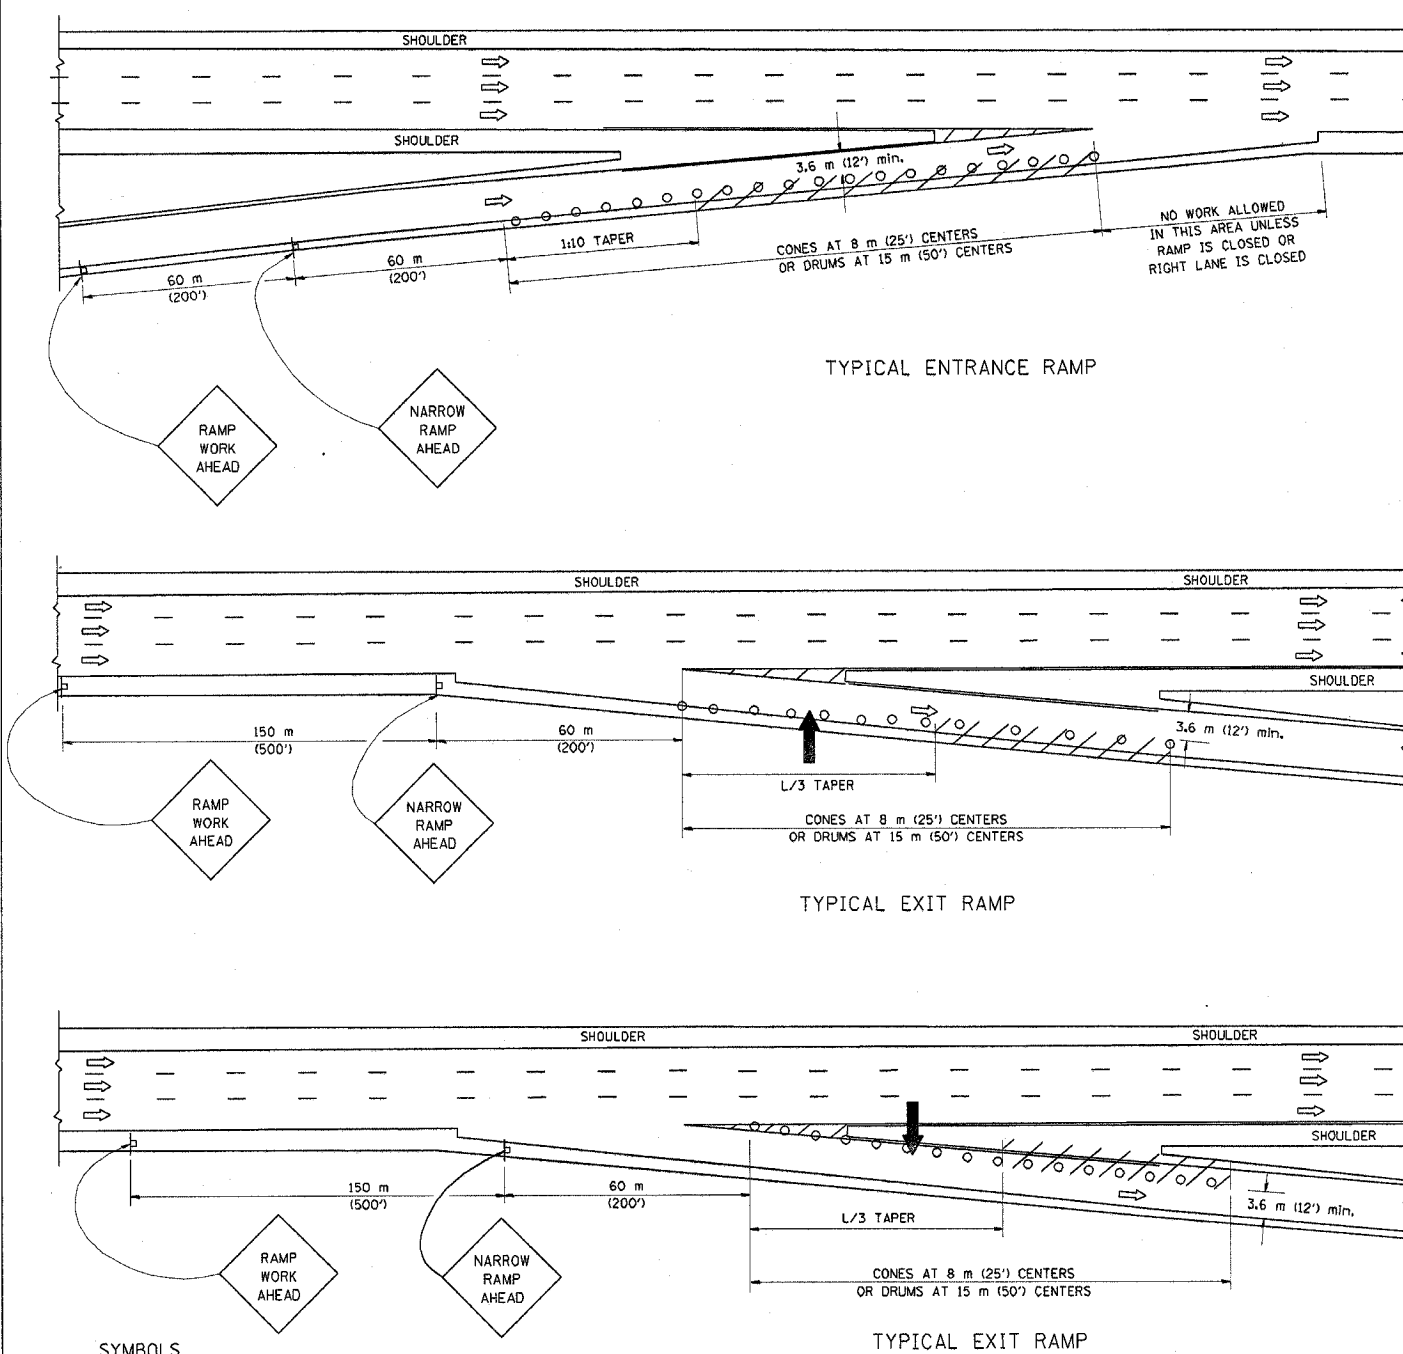 SHOULDER
SHOULDER
3.6 m (12') min.
1:10 TAPER
60 m
(200')
60 m
(200')
CONES AT 8 m (25') CENTERS
OR DRUMS AT 15 m (50') CENTERS
NO WORK ALLOWED
IN THIS AREA UNLESS
RAMP IS CLOSED OR
RIGHT LANE IS CLOSED
TYPICAL ENTRANCE RAMP
RAMP
WORK
AHEAD
NARROW
RAMP
AHEAD
SHOULDER
SHOULDER
SHOULDER
150 m
(500')
60 m
(200')
3.6 m (12') min.
L/3 TAPER
CONES AT 8 m (25') CENTERS
OR DRUMS AT 15 m (50') CENTERS
RAMP
WORK
AHEAD
NARROW
RAMP
AHEAD
TYPICAL EXIT RAMP
SHOULDER
SHOULDER
SHOULDER
150 m
(500')
60 m
(200')
3.6 m (12') min.
L/3 TAPER
CONES AT 8 m (25') CENTERS
OR DRUMS AT 15 m (50') CENTERS
RAMP
WORK
AHEAD
NARROW
RAMP
AHEAD
TYPICAL EXIT RAMP
SYMBOLS